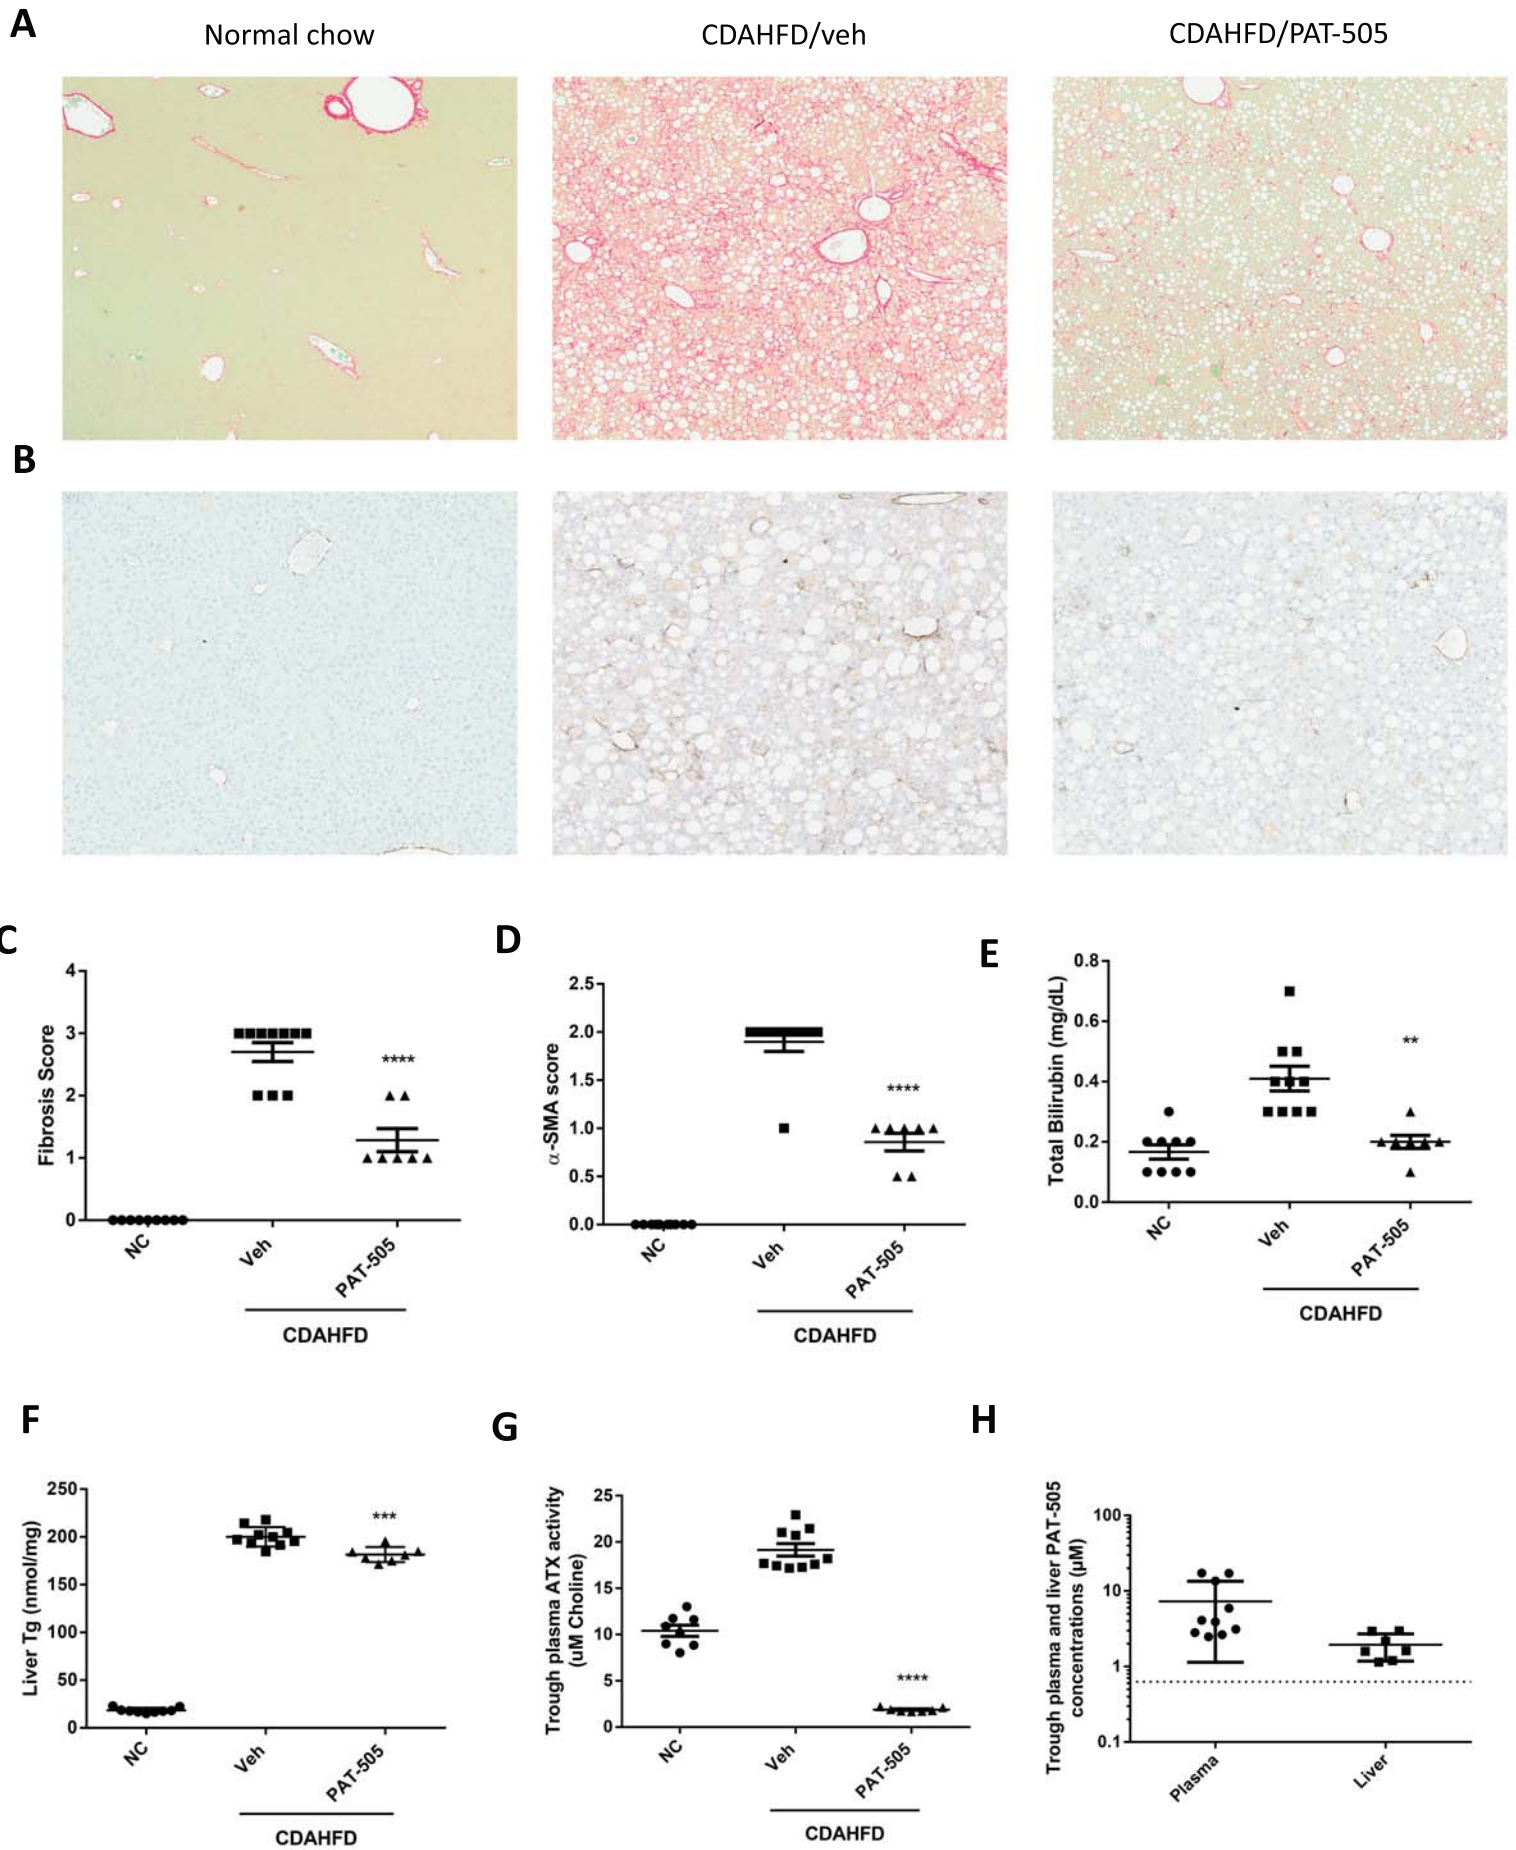 A
Normal chow
CDAHFD/veh
CDAHFD/PAT-505
B
C
Fibrosis Score
4
3
2
1
0
****
NC
Veh
PAT-505
CDAHFD
D
α-SMA score
2.5
2.0
1.5
1.0
0.5
0.0
****
NC
Veh
PAT-505
CDAHFD
E
Total Bilirubin (mg/dL)
0.8
0.6
0.4
0.2
0.0
**
NC
Veh
PAT-505
CDAHFD
F
Liver Tg (nmol/mg)
250
200
150
100
50
0
***
NC
Veh
PAT-505
CDAHFD
G
Trough plasma ATX activity
(uM Choline)
25
20
15
10
5
0
****
NC
Veh
PAT-505
CDAHFD
H
Trough plasma and liver PAT-505
concentrations (µM)
100
10
1
0.1
Plasma
Liver